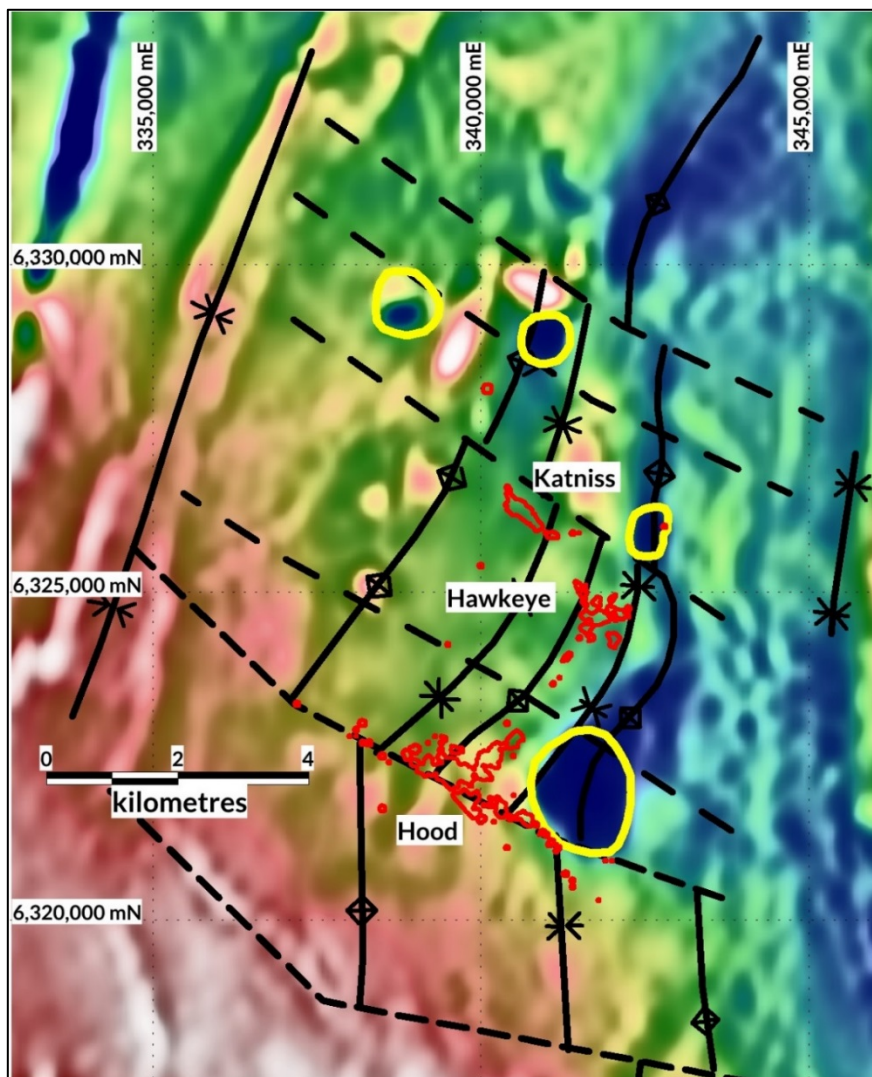 335,000 mE
340,000 mE
345,000 mE
6,330,000 mN
Katniss
6,325,000 mN
Hawkeye
0
2
4
kilometres
Hood
6,320,000 mN